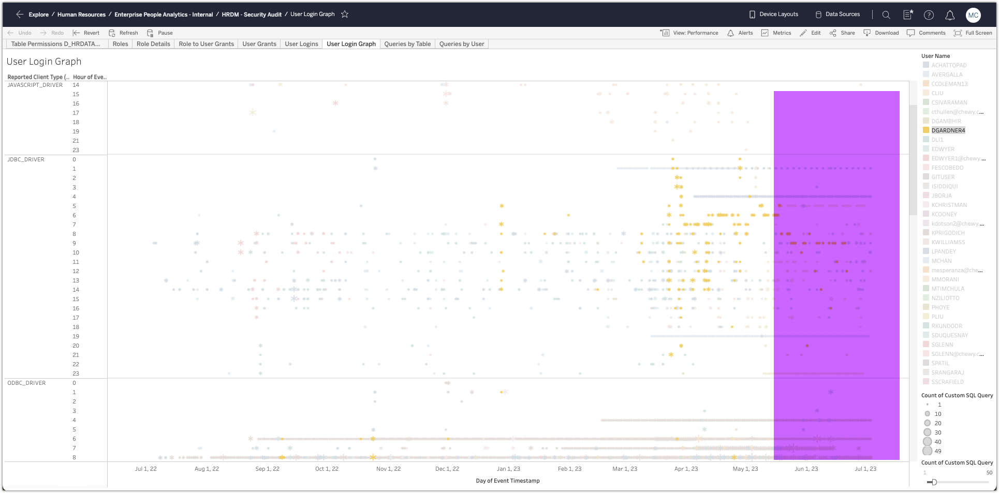 Explore / Human Resources / Enterprise People Analytics - Internal / HRDM - Security Audit / User Login Graph
Device Layouts Data Sources MC
Undo Redo Revert Refresh Pause View: Performance Alerts Metrics Edit Share Download Comments Full Screen
Table Permissions D_HRDATA... Roles Role Details Role to User Grants User Grants User Logins User Login Graph Queries by Table Queries by User
User Login Graph
Reported Client Type (.. Hour of Eve..
JAVASCRIPT_DRIVER 14
15
16
17
18
19
21
23
JDBC_DRIVER 0
1
2
3
4
5
6
7
8
9
10
11
12
13
14
15
16
17
18
19
20
21
22
23
ODBC_DRIVER 0
1
2
3
4
5
6
7
8
Jul 1, 22 Aug 1, 22 Sep 1, 22 Oct 1, 22 Nov 1, 22 Dec 1, 22 Jan 1, 23 Feb 1, 23 Mar 1, 23 Apr 1, 23 May 1, 23 Jun 1, 23 Jul 1, 23
Day of Event Timestamp
User Name
ACHATTOPAD
AVERGALLA
CCOLEMAN13
CLIU
CSIVARAMAN
cthullen@chewy.c...
DGAMBHIR
DGARDNER4
DLI1
EDWYER
EDWYER1@chewy....
FESCOBEDO
GITUSER
ISIDDIQUI
JBORJA
KCHRISTMAN
KCOONEY
kdotson2@chewy....
KPRIGODICH
KWILLIAMS5
LPANDEY
MCHAN
mesperanza@che...
MMORANI
MTIMCHULA
NZILIOTTO
PHOYE
PLIU
RKUNDOOR
SDUQUESNAY
SGLENN
SGLENN@chewy.c...
SPATIL
SRANGARAJ
SSCRAFIELD
Count of Custom SQL Query
1
10
20
30
40
49
Count of Custom SQL Query
1 50